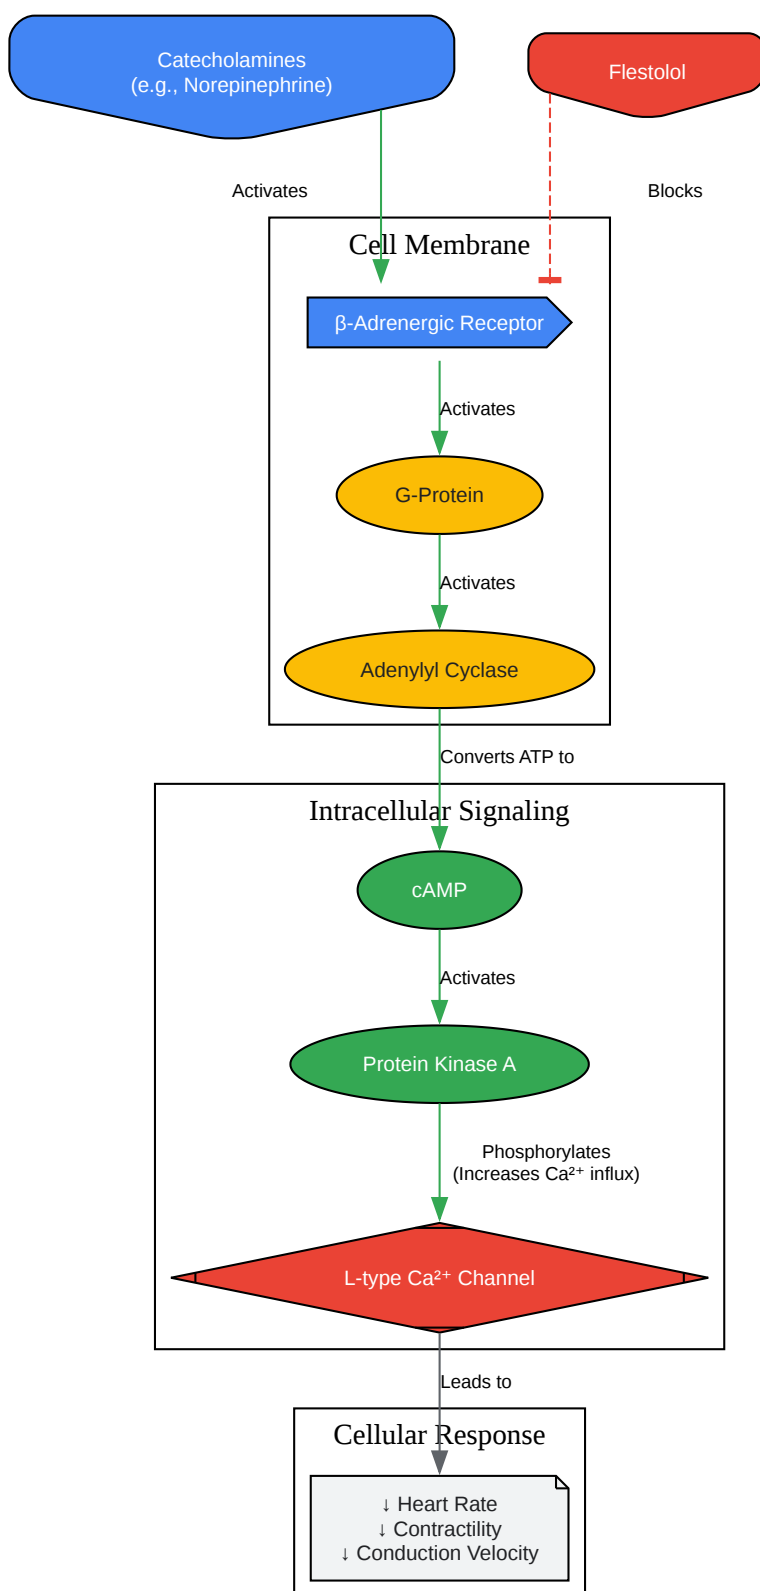 Catecholamines
(e.g., Norepinephrine)
Flestolol
Activates
Blocks
Cell Membrane
β-Adrenergic Receptor
Activates
G-Protein
Activates
Adenylyl Cyclase
Converts ATP to
Intracellular Signaling
cAMP
Activates
Protein Kinase A
Phosphorylates
(Increases Ca²⁺ influx)
L-type Ca²⁺ Channel
Leads to
Cellular Response
↓ Heart Rate
↓ Contractility
↓ Conduction Velocity